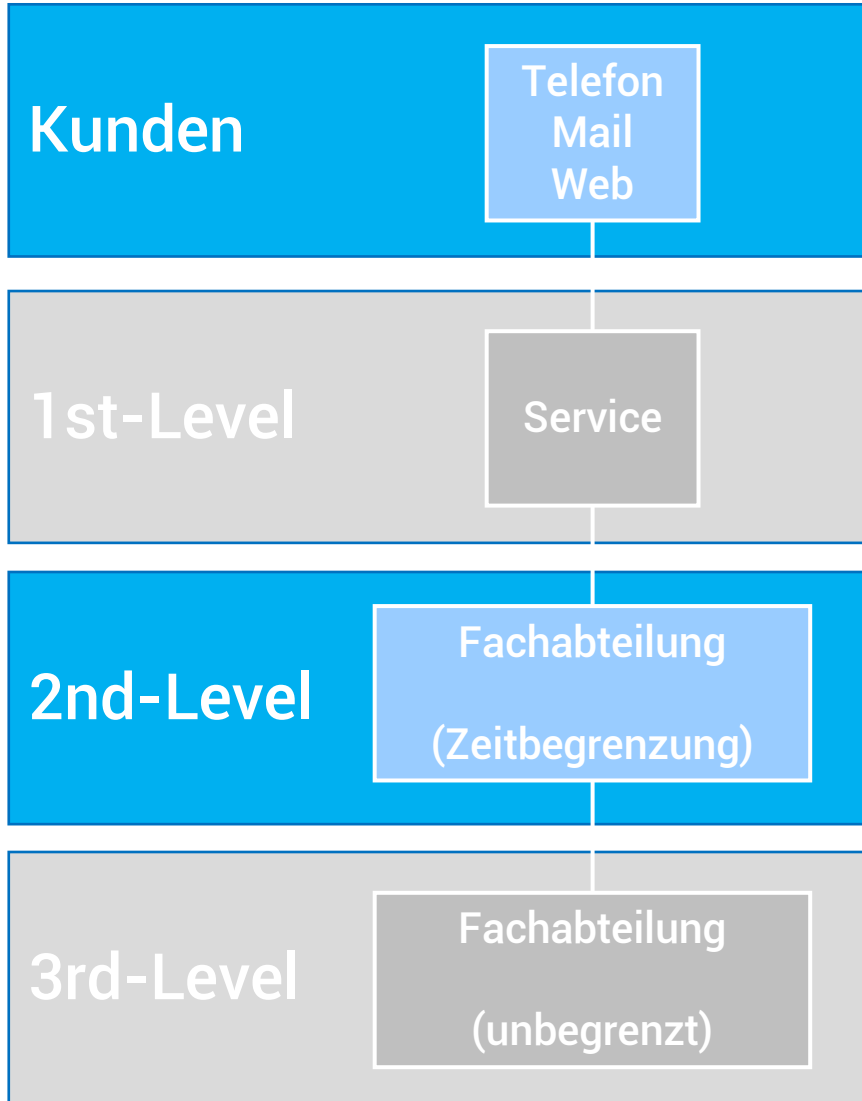 Kunden
Telefon
Mail
Web
1st-Level
Service
2nd-Level
Fachabteilung
(Zeitbegrenzung)
3rd-Level
Fachabteilung
(unbegrenzt)